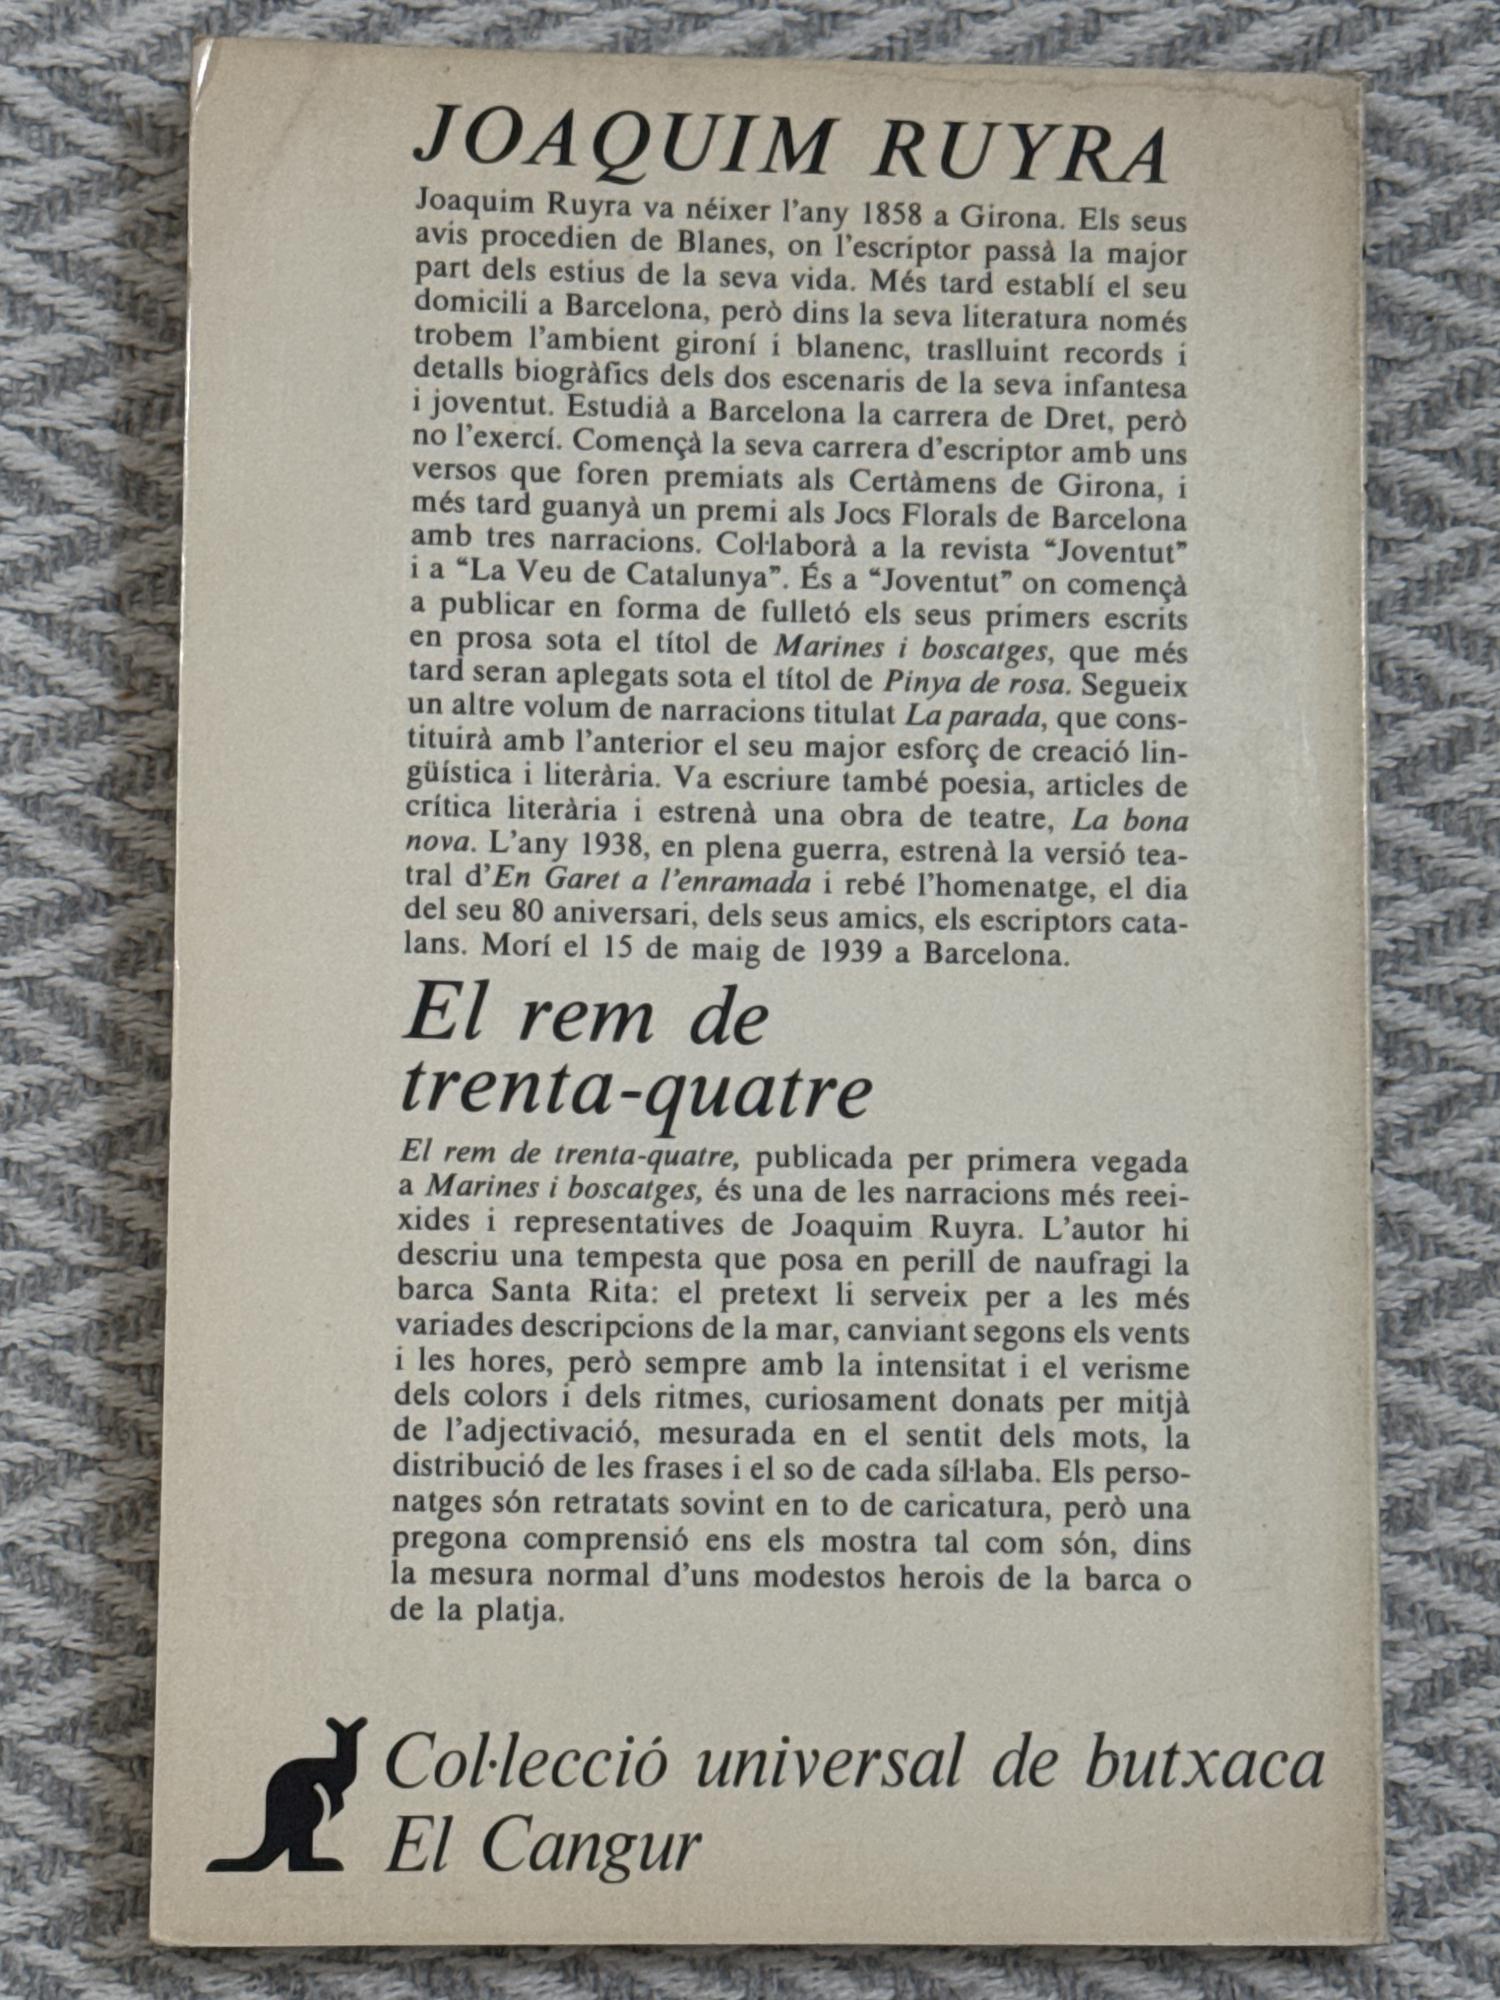 JOAQUIM RUYRA
Joaquim Ruyra va néixer l'any 1858 a Girona. Els seus
avis procedien de Blanes, on l'escriptor passà la major
part dels estius de la seva vida. Més tard establí el seu
domicili a Barcelona, però dins la seva literatura només
trobem l'ambient gironí i blanenc, traslluint records i
detalls biogràfics dels dos escenaris de la seva infantesa
i joventut. Estudià a Barcelona la carrera de Dret, però
no l'exercí. Començà la seva carrera d'escriptor amb uns
versos que foren premiats als Certàmens de Girona, i
més tard guanyà un premi als Jocs Florals de Barcelona
amb tres narracions. Col·laborà a la revista “Joventut”
i a “La Veu de Catalunya”. És a “Joventut” on començà
a publicar en forma de fulletó els seus primers escrits
en prosa sota el títol de Marines i boscatges, que més
tard seran aplegats sota el títol de Pinya de rosa. Segueix
un altre volum de narracions titulat La parada, que cons-
tituirà amb l'anterior el seu major esforç de creació lin-
güística i literària. Va escriure també poesia, articles de
crítica literària i estrenà una obra de teatre, La bona
nova. L'any 1938, en plena guerra, estrenà la versió tea-
tral d'En Garet a l'enramada i rebé l'homenatge, el dia
del seu 80 aniversari, dels seus amics, els escriptors cata-
lans. Morí el 15 de maig de 1939 a Barcelona.
El rem de
trenta-quatre
El rem de trenta-quatre, publicada per primera vegada
a Marines i boscatges, és una de les narracions més reei-
xides i representatives de Joaquim Ruyra. L'autor hi
descriu una tempesta que posa en perill de naufragi la
barca Santa Rita: el pretext li serveix per a les més
variades descripcions de la mar, canviant segons els vents
i les hores, però sempre amb la intensitat i el verisme
dels colors i dels ritmes, curiosament donats per mitjà
de l'adjectivació, mesurada en el sentit dels mots, la
distribució de les frases i el so de cada síl·laba. Els perso-
natges són retratats sovint en to de caricatura, però una
pregona comprensió ens els mostra tal com són, dins
la mesura normal d'uns modestos herois de la barca o
de la platja.
Col·lecció universal de butxaca
El Cangur